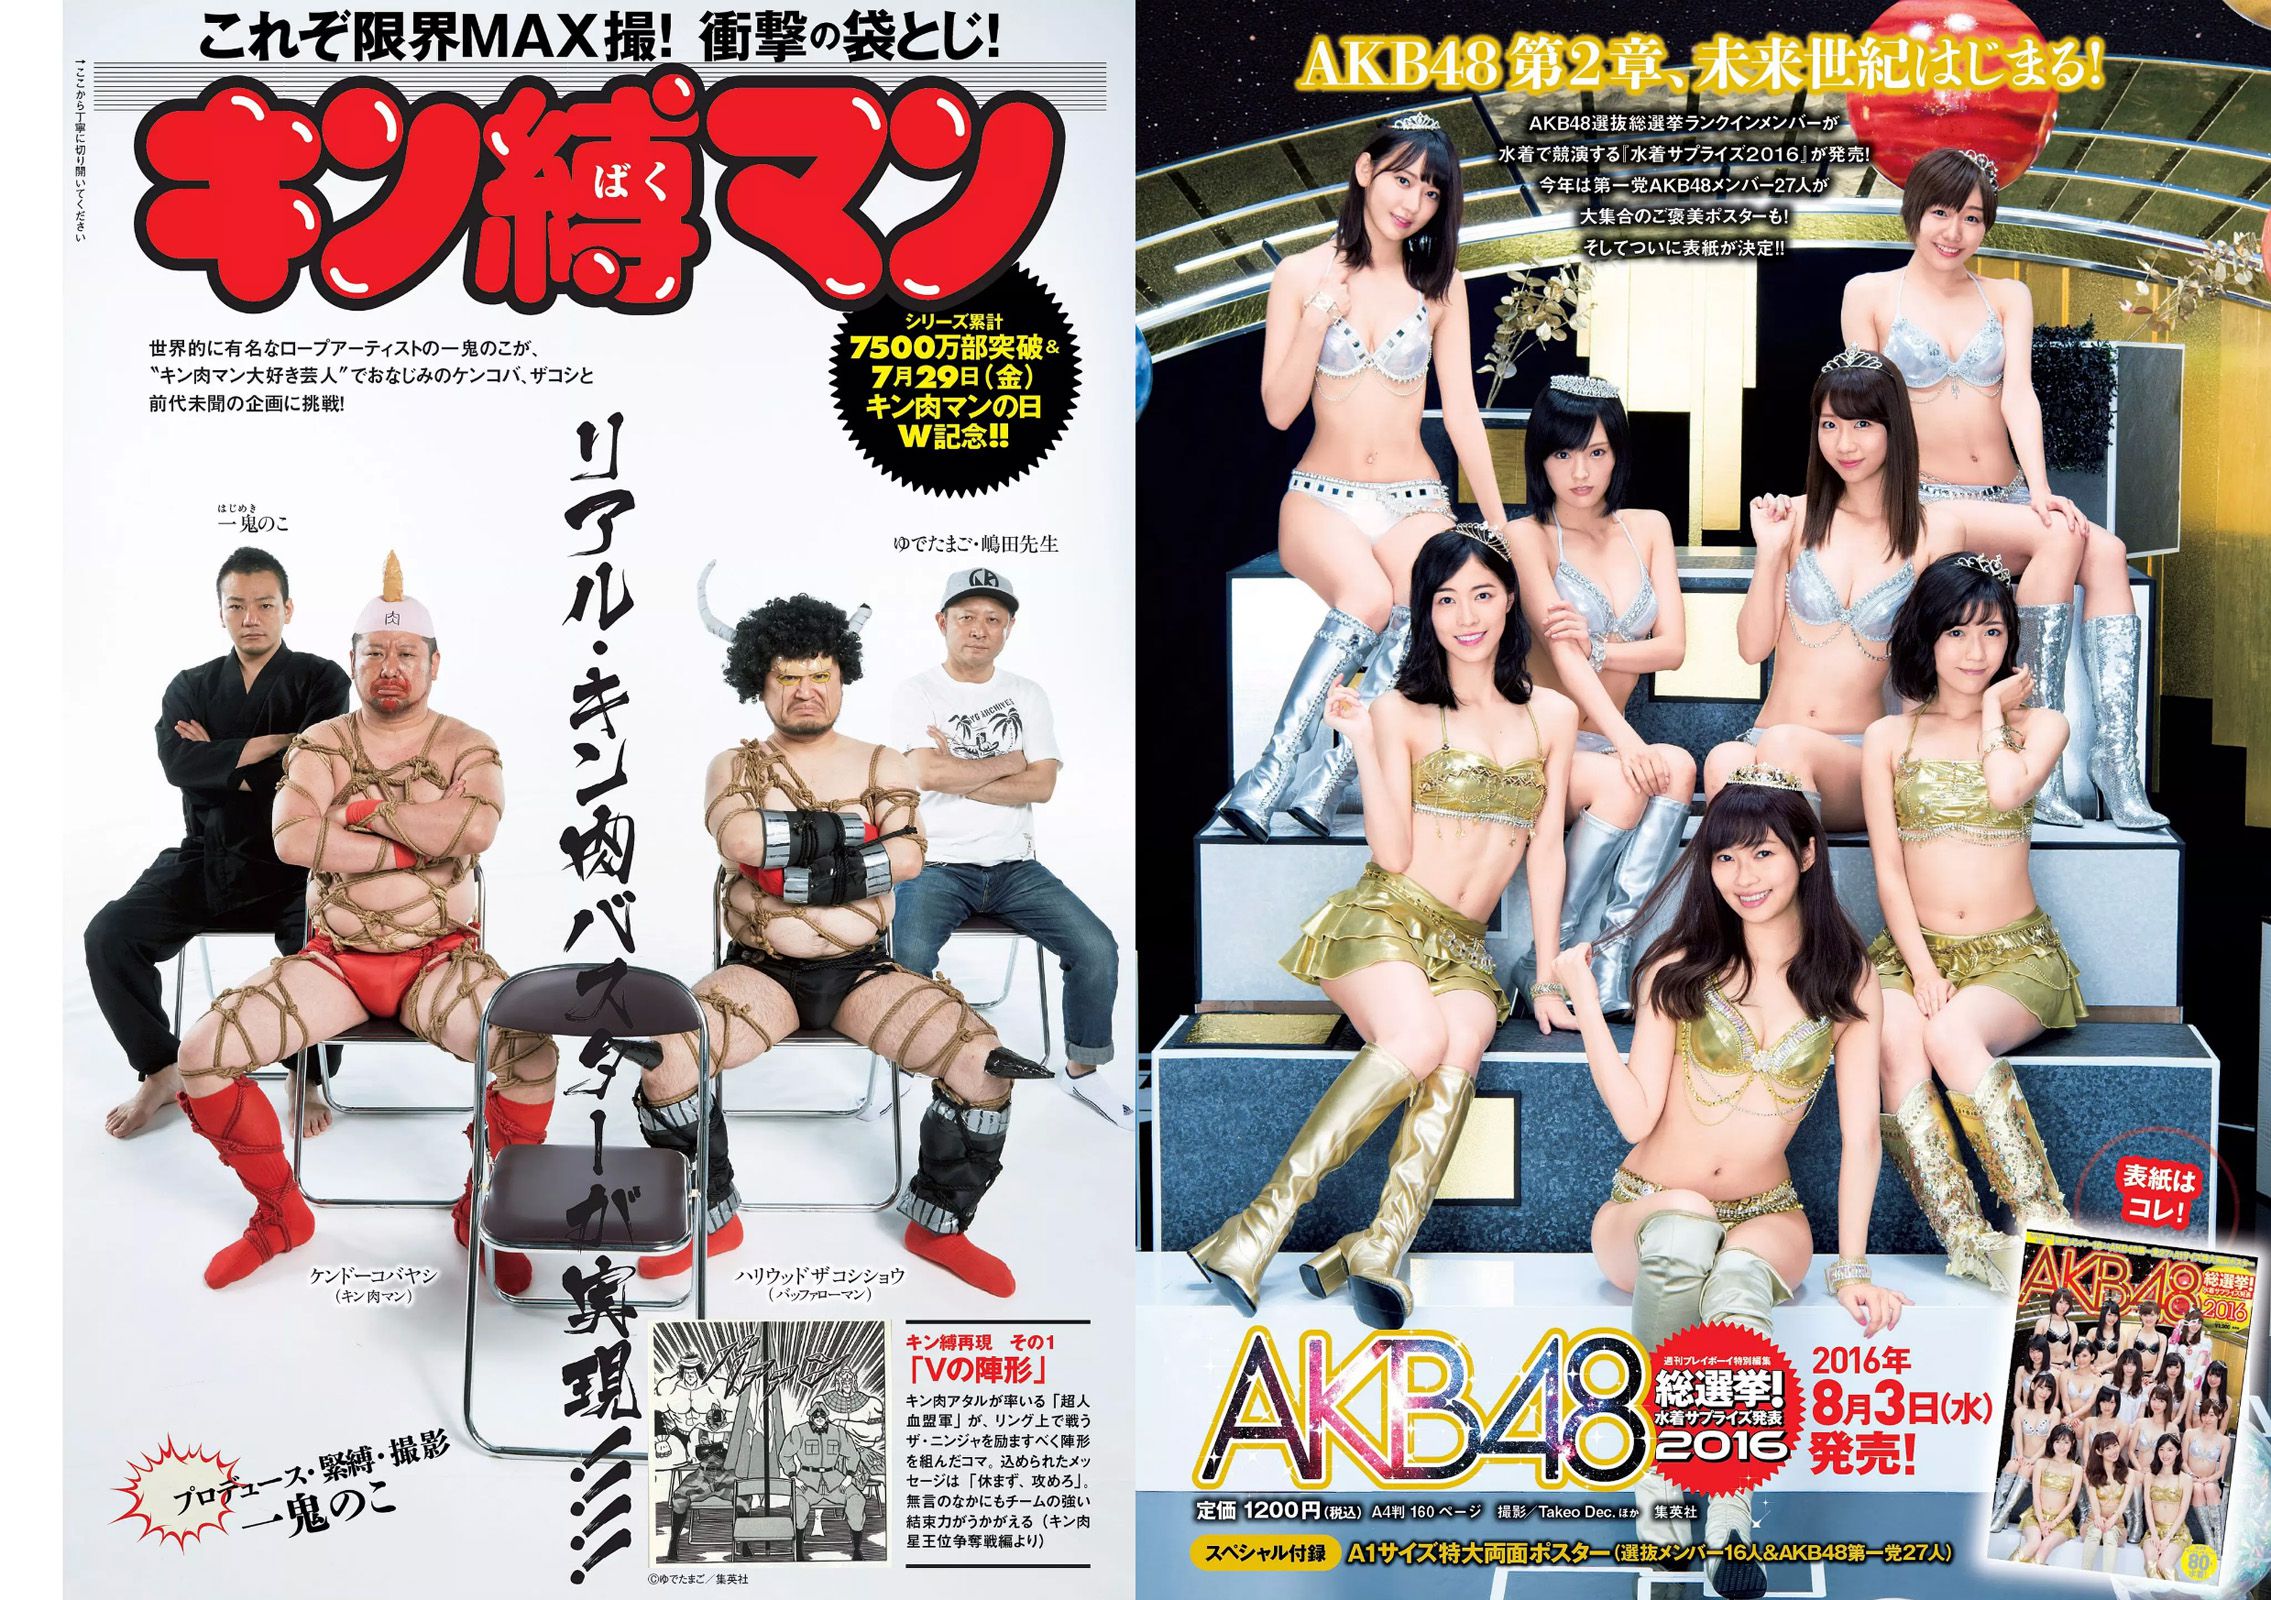 これぞ限界MAX撮！ 衝撃の袋とじ！
←ここから丁寧に切り開いてください
キン縛マン
ばく
シリーズ累計
7500万部突破&
7月29日（金）
キン肉マンの日
W記念!!
世界的に有名なロープアーティストの一鬼のこが、
“キン肉マン大好き芸人”でおなじみのケンコバ、ザコシと
前代未聞の企画に挑戦！
リアル・キン肉バスターが実現!!!!!
はじめき
一鬼のこ
ゆでたまご・嶋田先生
肉
ケンドーコバヤシ
（キン肉マン）
ハリウッドザコシショウ
（バッファローマン）
プロデュース・緊縛・撮影
一鬼のこ
キン縛再現 その1
「Vの陣形」
キン肉アタルが率いる「超人
血盟軍」が、リング上で戦う
ザ・ニンジャを励ますべく陣形
を組んだコマ。込められたメッ
セージは「休まず、攻めろ」。
無言のなかにもチームの強い
結束力がうかがえる（キン肉
星王位争奪戦編より）
©ゆでたまご／集英社
AKB48 第2章、未来世紀はじまる！
AKB48選抜総選挙ランクインメンバーが
水着で競演する『水着サプライズ2016』が発売！
今年は第一党AKB48メンバー27人が
大集合のご褒美ポスターも！
そしてついに表紙が決定!!
表紙は
コレ！
AKB48
総選挙！
水着サプライズ発表
2016
AKB48
週刊プレイボーイ特別編集
総選挙！
水着サプライズ発表
2016
2016年
8月3日（水）
発売！
定価 1200円（税込） A4判 160ページ 撮影／Takeo Dec.ほか 集英社
スペシャル付録 A1サイズ特大両面ポスター（選抜メンバー16人＆AKB48第一党27人）